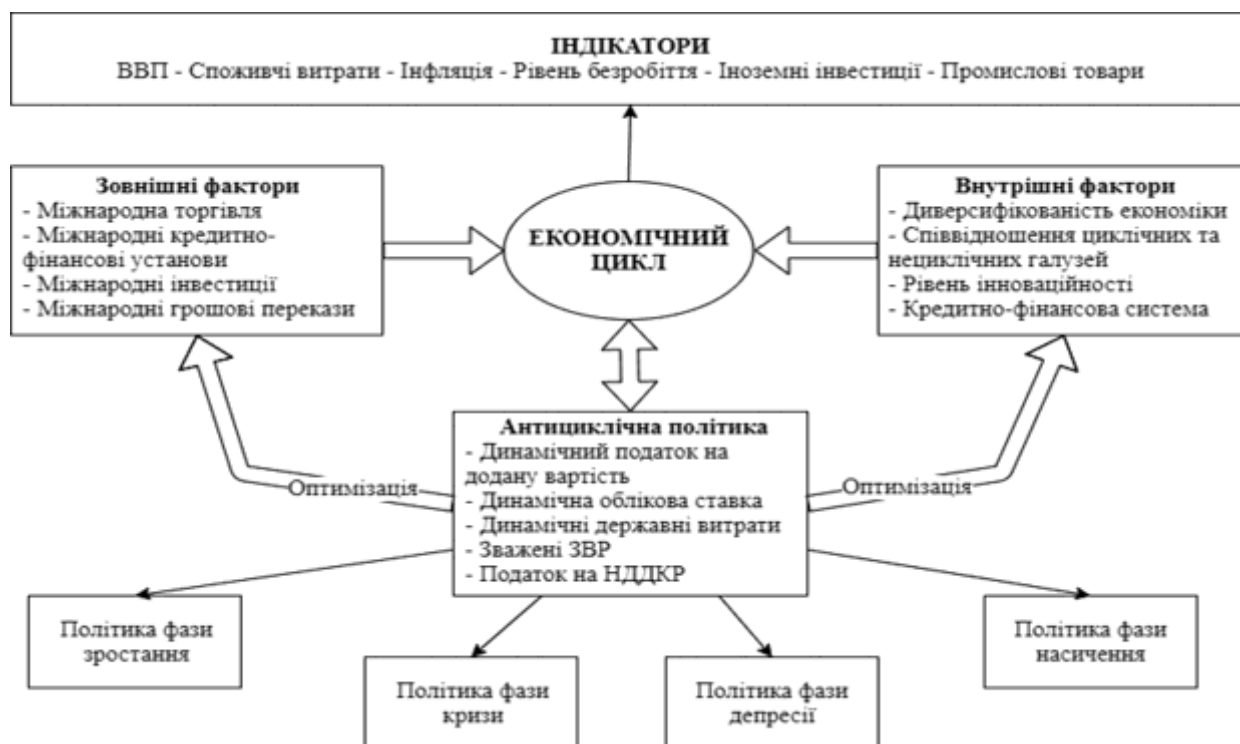 ІНДІКАТОРИ
ВВП - Споживчі витрати - Інфляція - Рівень безробіття - Іноземні інвестиції - Промислові товари
Зовнішні фактори
- Міжнародна торгівля
- Міжнародні кредитно-
фінансові установи
- Міжнародні інвестиції
- Міжнародні грошові перекази
ЕКОНОМІЧНИЙ
ЦИКЛ
Внутрішні фактори
- Диверсифікованість економіки
- Співвідношення циклічних та
нециклічних галузей
- Рівень інноваційності
- Кредитно-фінансова система
Антициклічна політика
- Динамічний податок на
додану вартість
- Динамічна облікова ставка
- Динамічні державні витрати
- Зважені ЗВР
- Податок на НДДКР
Оптимізація
Оптимізація
Політика фази
зростання
Політика фази
кризи
Політика фази
депресії
Політика фази
насичення